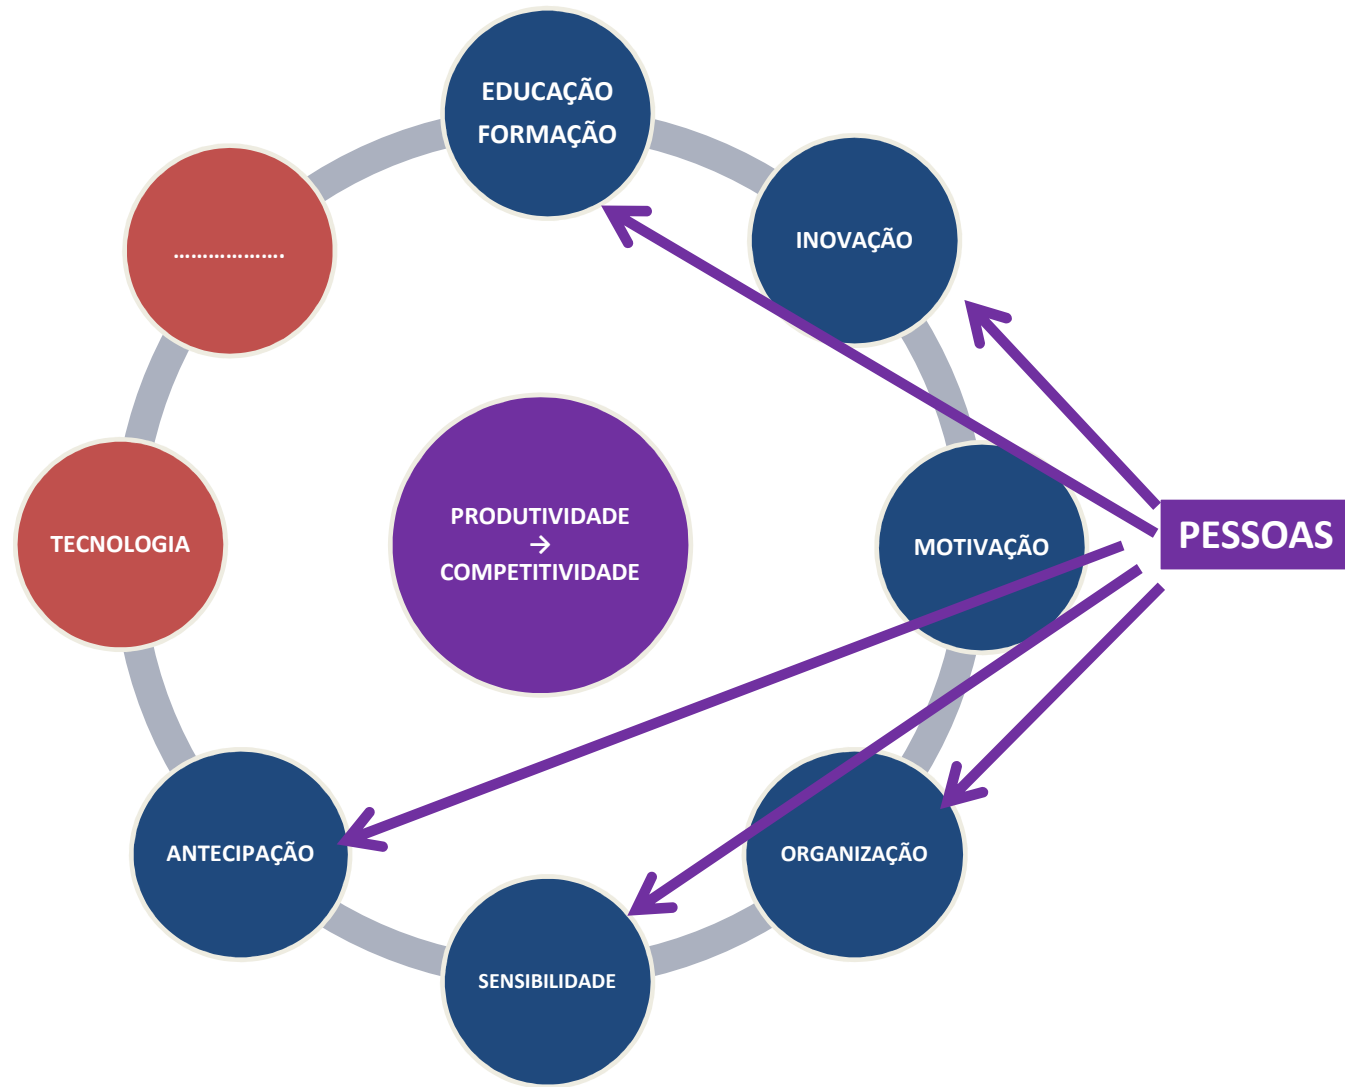 EDUCAÇÃO
FORMAÇÃO
INOVAÇÃO
...................
PRODUTIVIDADE
→
COMPETITIVIDADE
TECNOLOGIA
MOTIVAÇÃO
PESSOAS
ANTECIPAÇÃO
ORGANIZAÇÃO
SENSIBILIDADE